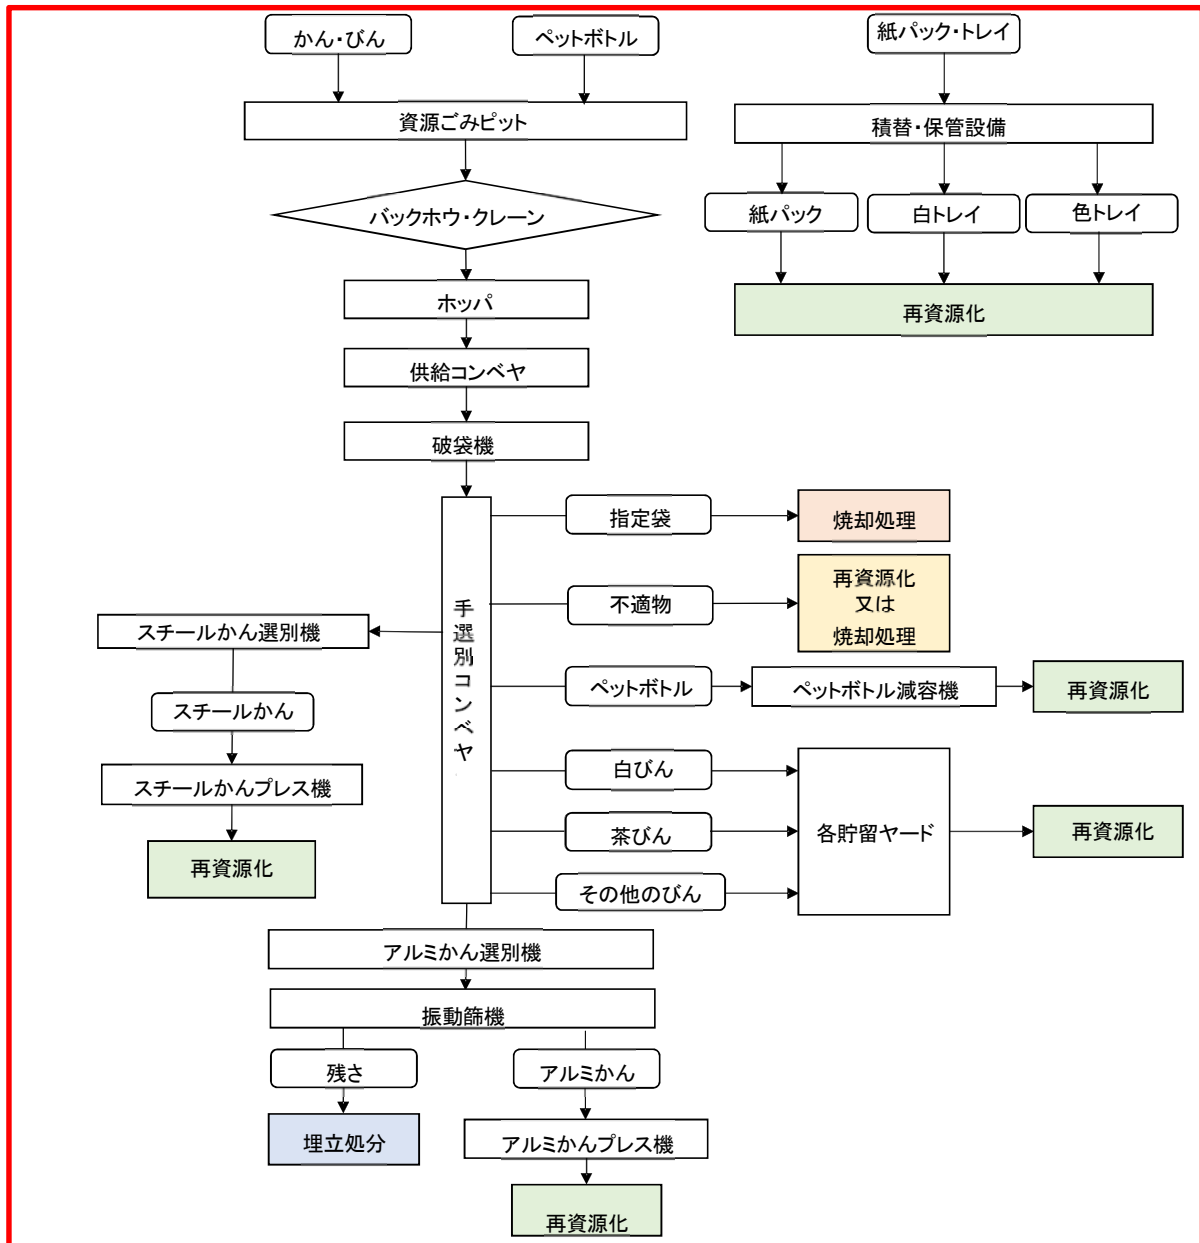 かん・びん
ペットボトル
紙パック・トレイ
資源ごみピット
積替・保管設備
バックホウ・クレーン
紙パック
白トレイ
色トレイ
ホッパ
再資源化
供給コンベヤ
破袋機
手選別コンベヤ
指定袋
焼却処理
不適物
再資源化
又は
焼却処理
スチールかん選別機
ペットボトル
ペットボトル減容機
再資源化
スチールかん
スチールかんプレス機
再資源化
白びん
茶びん
その他のびん
各貯留ヤード
再資源化
アルミかん選別機
振動篩機
残さ
アルミかん
埋立処分
アルミかんプレス機
再資源化